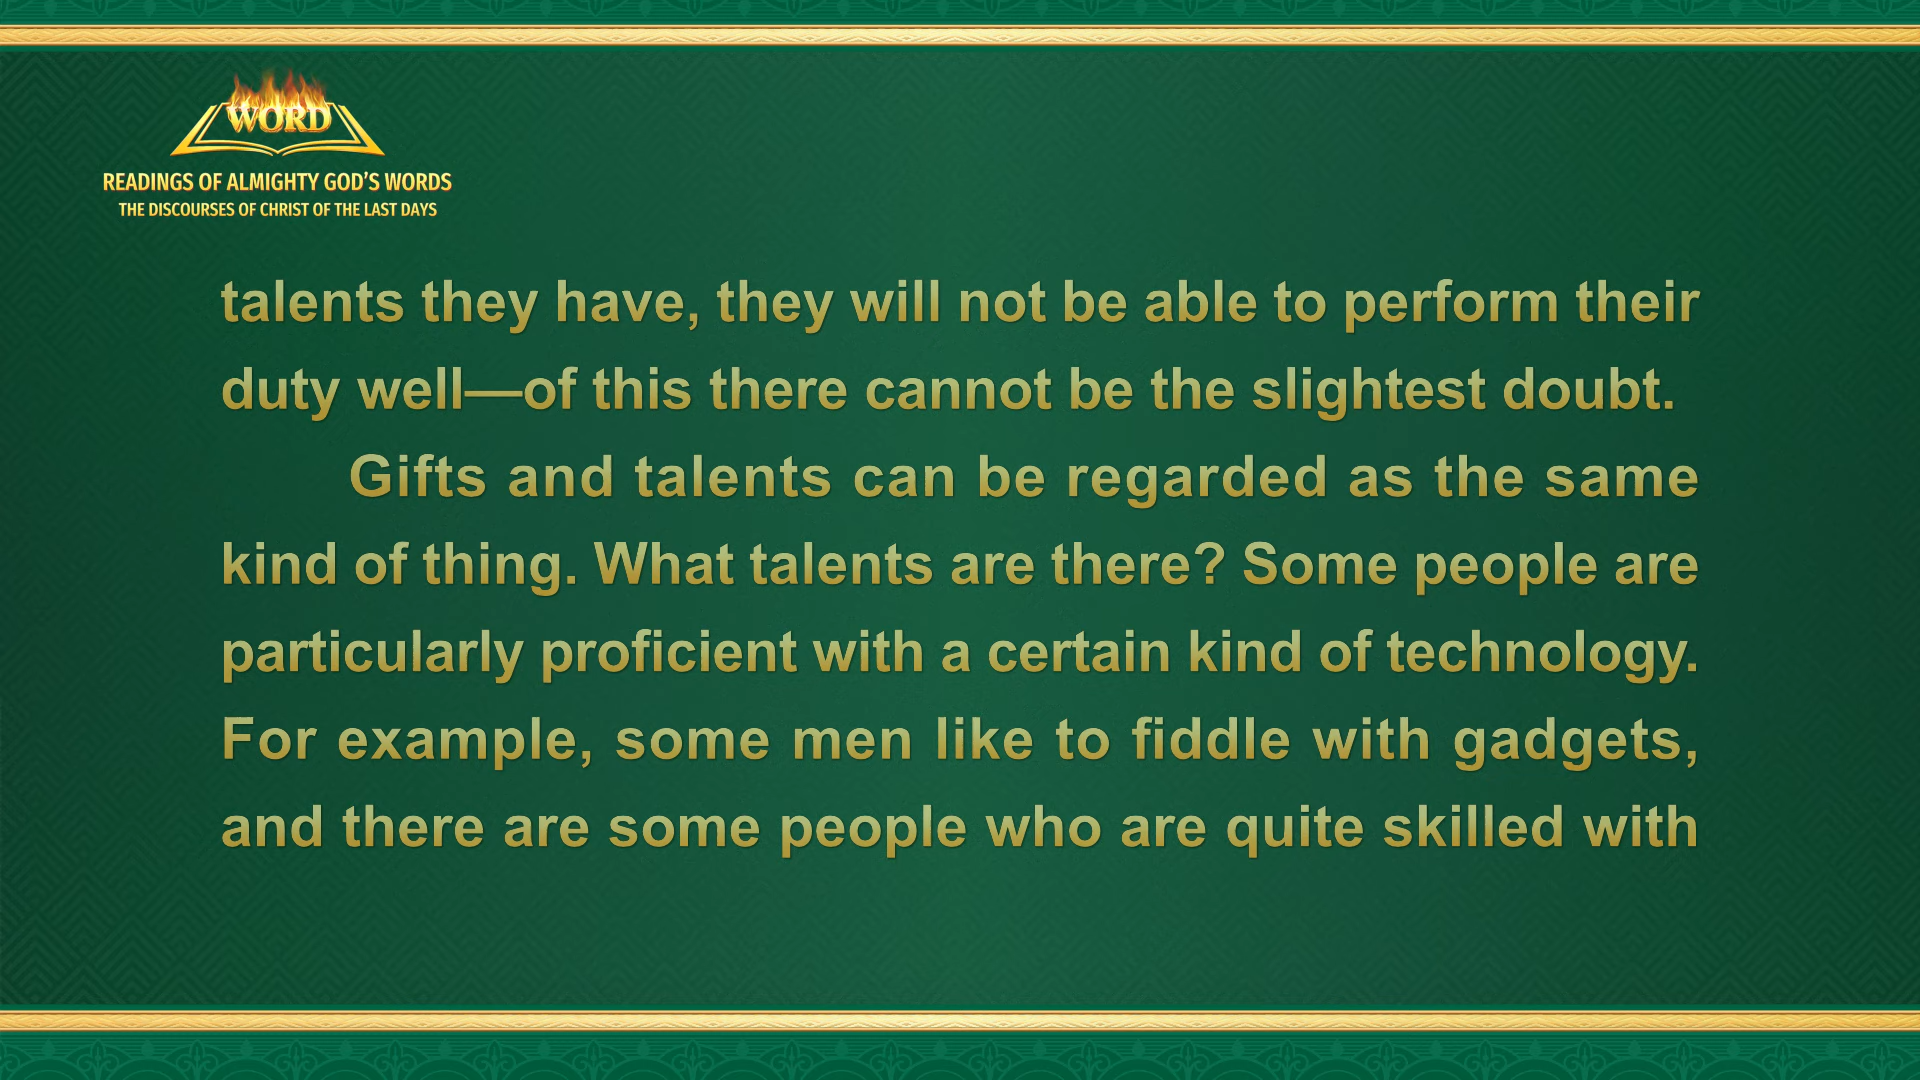 WORD
READINGS OF ALMIGHTY GOD'S WORDS
THE DISCOURSES OF CHRIST OF THE LAST DAYS
talents they have, they will not be able to perform their
duty well—of this there cannot be the slightest doubt.
Gifts and talents can be regarded as the same
kind of thing. What talents are there? Some people are
particularly proficient with a certain kind of technology.
For example, some men like to fiddle with gadgets,
and there are some people who are quite skilled with